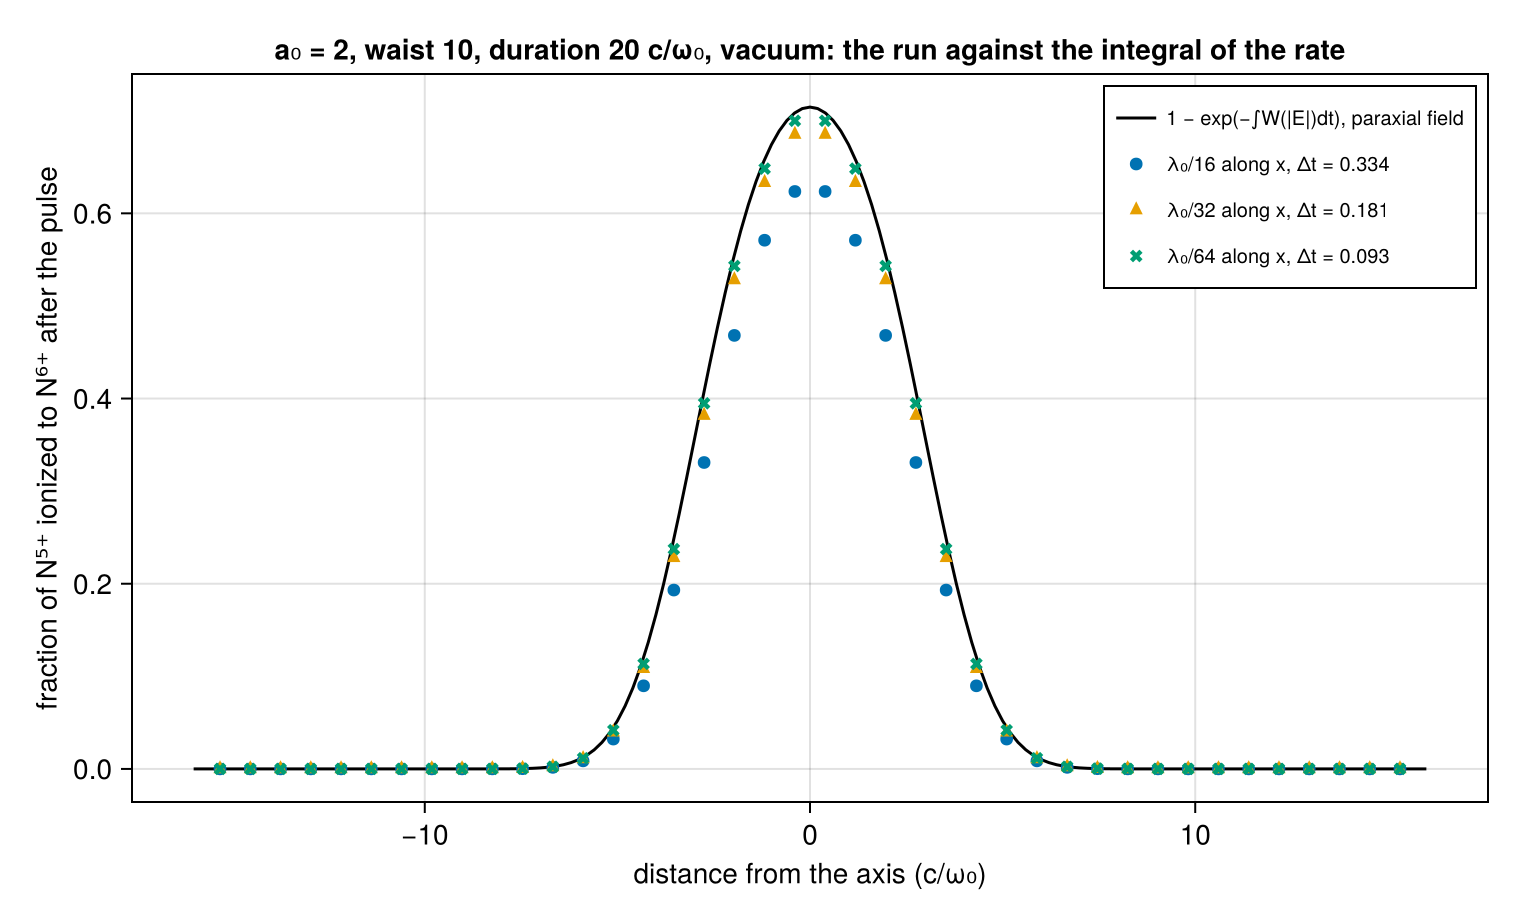 a₀ = 2, waist 10, duration 20 c/ω₀, vacuum: the run against the integral of the rate
1 − exp(−∫W(|E|)dt), paraxial field
λ₀/16 along x, Δt = 0.334
λ₀/32 along x, Δt = 0.181
λ₀/64 along x, Δt = 0.093
fraction of N⁵⁺ ionized to N⁶⁺ after the pulse
0.6
0.4
0.2
0.0
−10
0
10
distance from the axis (c/ω₀)